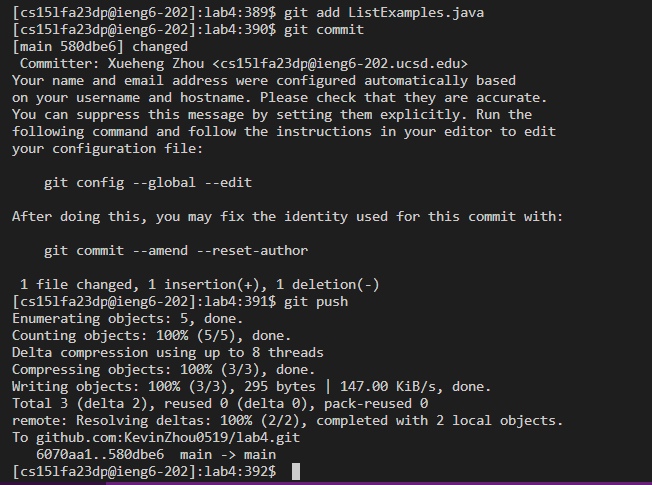 [cs15lfa23dp@ieng6-202]:lab4:389$ git add ListExamples.java
[cs15lfa23dp@ieng6-202]:lab4:390$ git commit
[main 580dbe6] changed
 Committer: Xueheng Zhou <cs15lfa23dp@ieng6-202.ucsd.edu>
Your name and email address were configured automatically based
on your username and hostname. Please check that they are accurate.
You can suppress this message by setting them explicitly. Run the
following command and follow the instructions in your editor to edit
your configuration file:

    git config --global --edit

After doing this, you may fix the identity used for this commit with:

    git commit --amend --reset-author

 1 file changed, 1 insertion(+), 1 deletion(-)
[cs15lfa23dp@ieng6-202]:lab4:391$ git push
Enumerating objects: 5, done.
Counting objects: 100% (5/5), done.
Delta compression using up to 8 threads
Compressing objects: 100% (3/3), done.
Writing objects: 100% (3/3), 295 bytes | 147.00 KiB/s, done.
Total 3 (delta 2), reused 0 (delta 0), pack-reused 0
remote: Resolving deltas: 100% (2/2), completed with 2 local objects.
To github.com:KevinZhou0519/lab4.git
   6070aa1..580dbe6  main -> main
[cs15lfa23dp@ieng6-202]:lab4:392$